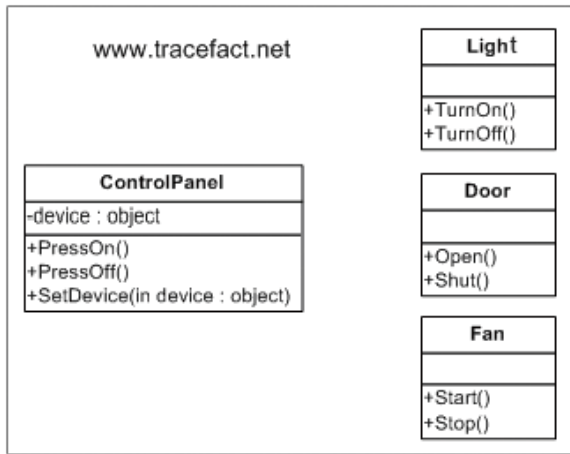 www.tracefact.net
Light
+TurnOn()
+TurnOff()
ControlPanel
-device : object
+PressOn()
+PressOff()
+SetDevice(in device : object)
Door
+Open()
+Shut()
Fan
+Start()
+Stop()